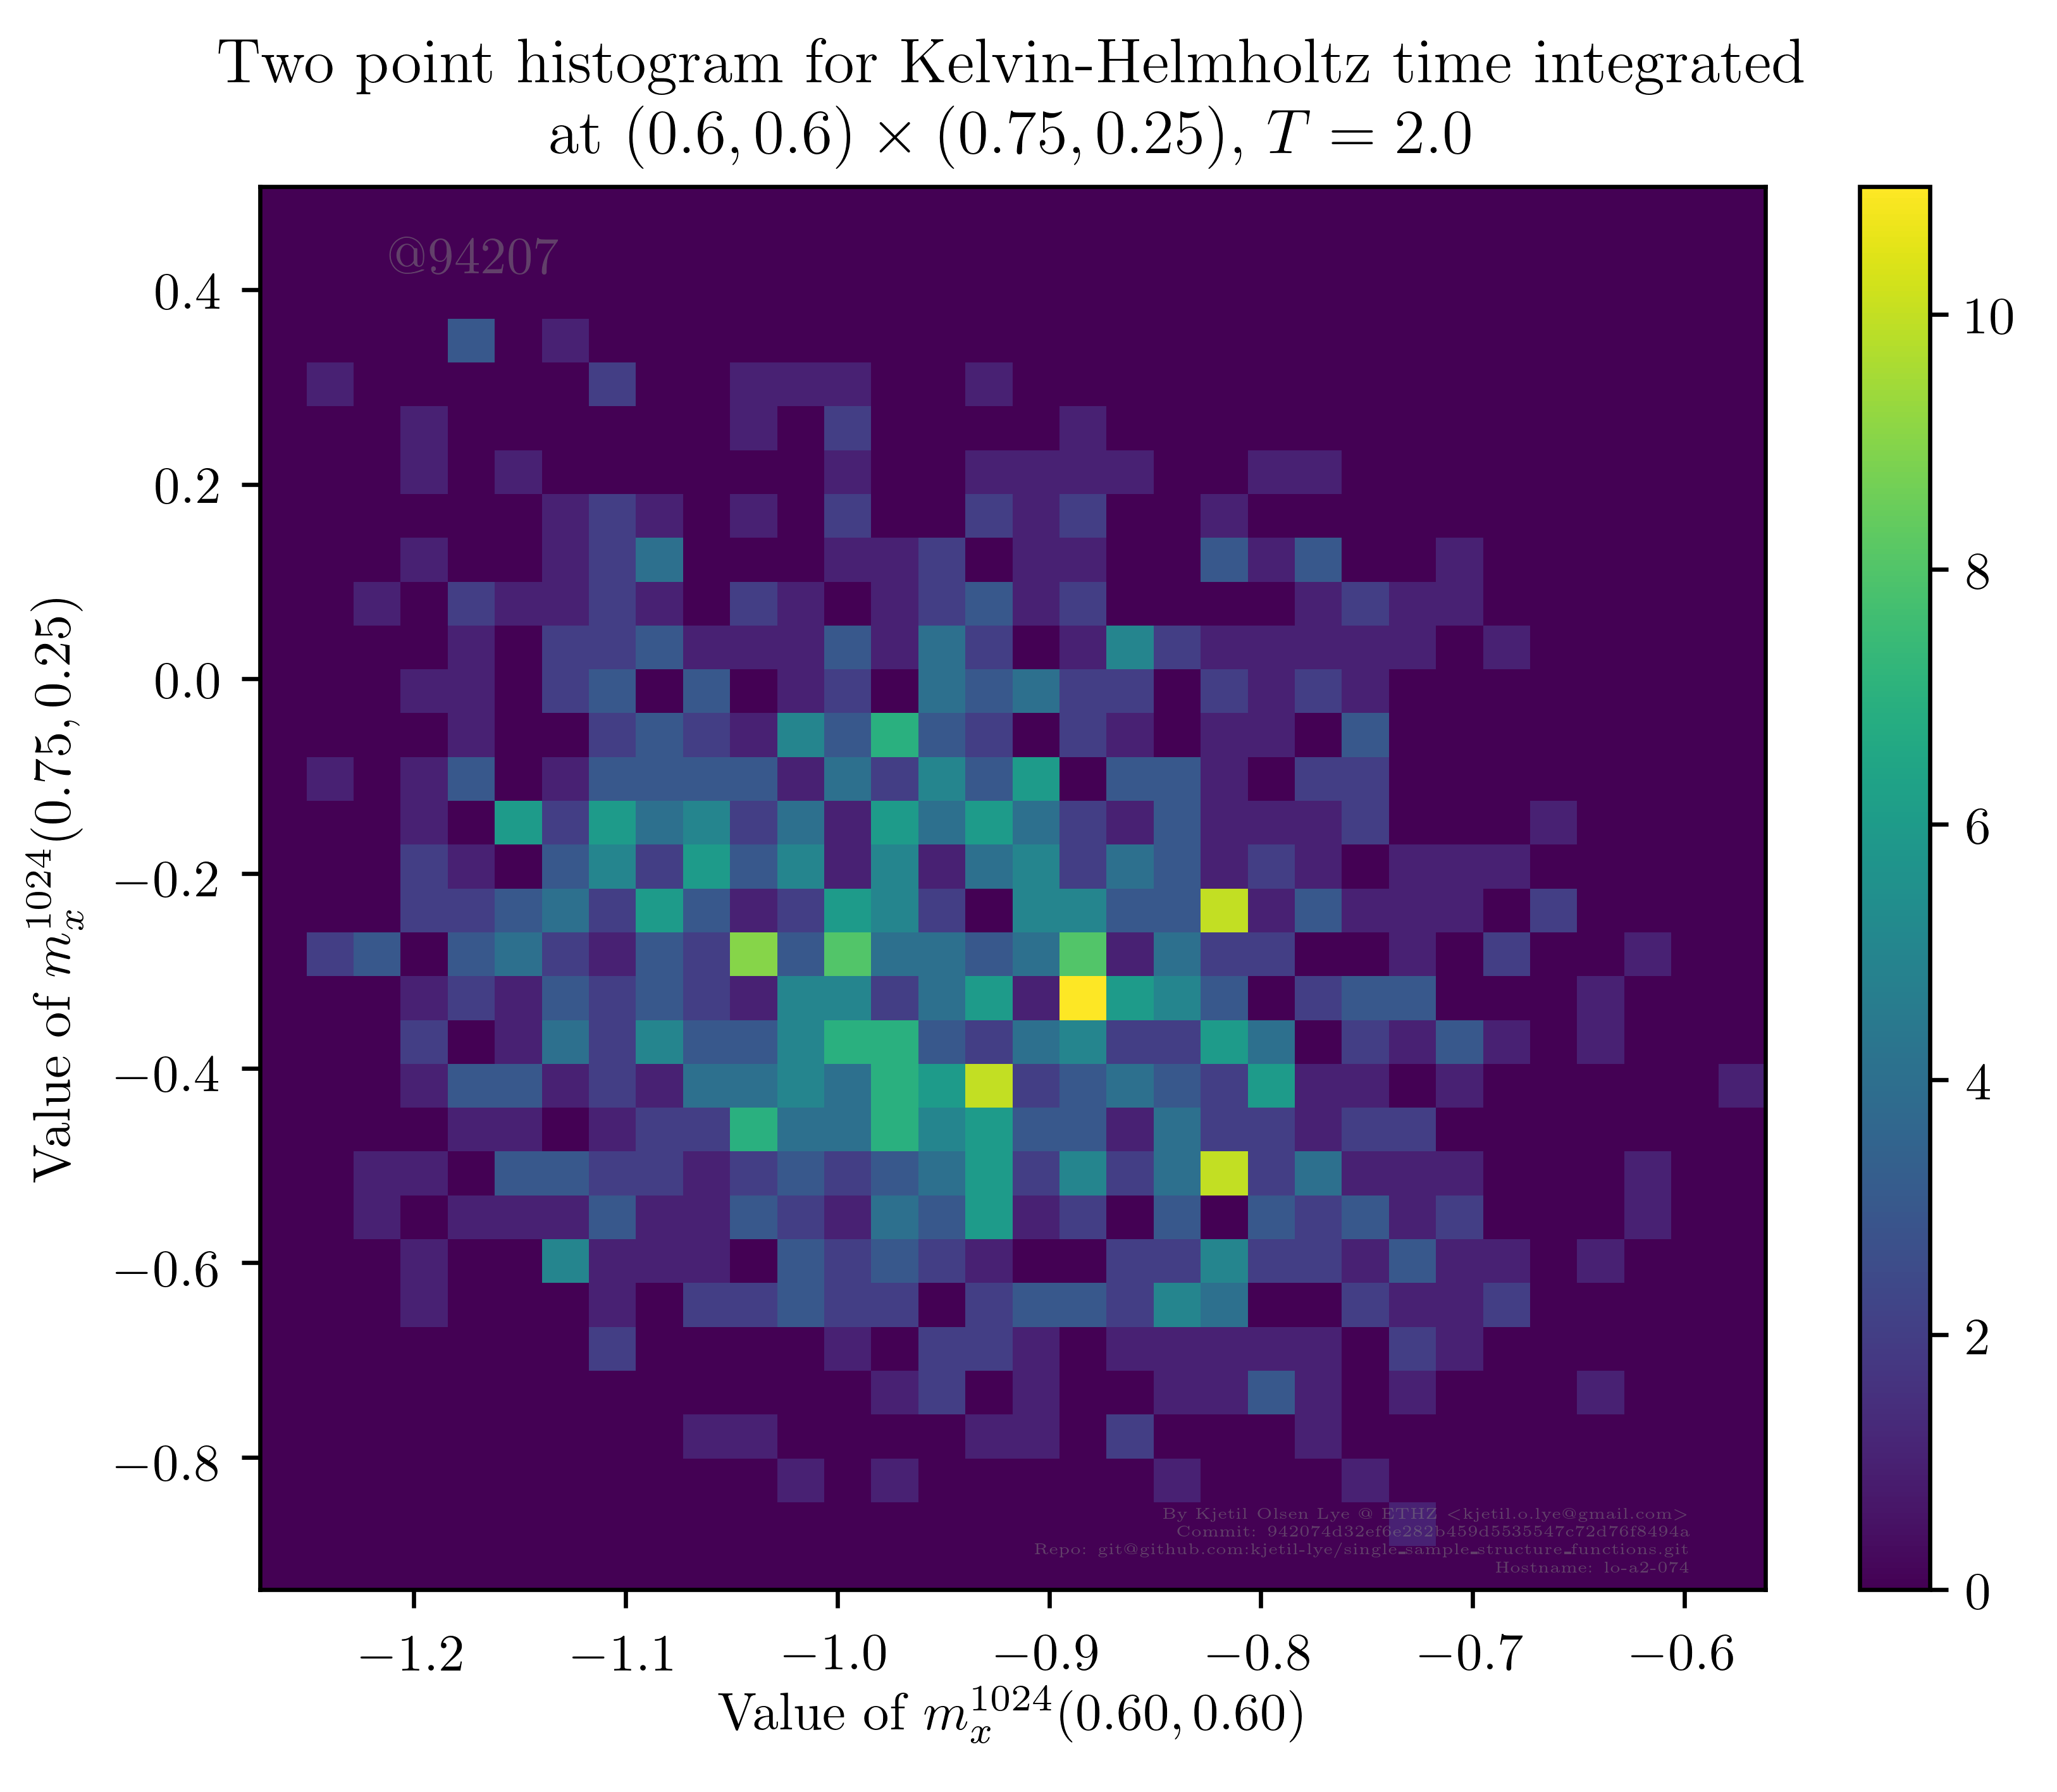 Two point histogram for Kelvin-Helmholtz time integrated
at (0.6, 0.6) × (0.75, 0.25), T = 2.0
@94207
0.4
0.2
0.0
−0.2
−0.4
−0.6
−0.8
Value of m_x^1024(0.75, 0.25)
10
8
6
4
2
0
By Kjetil Olsen Lye @ ETHZ <kjetil.o.lye@gmail.com>
Commit: 942074d32ef6e282b459d5535547c72d76f8494a
Repo: git@github.com:kjetil-lye/single_sample_structure_functions.git
Hostname: lo-a2-074
−1.2 −1.1 −1.0 −0.9 −0.8 −0.7 −0.6
Value of m_x^1024(0.60, 0.60)